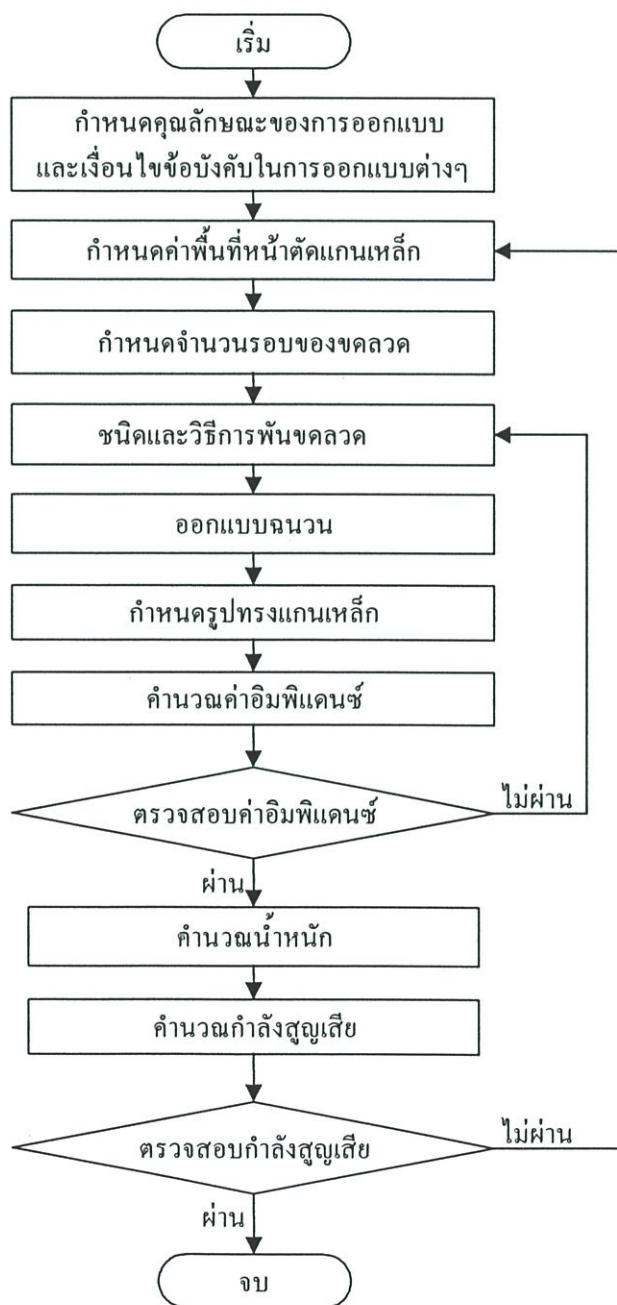 เริ่ม
กำหนดคุณลักษณะของการออกแบบ
และเงื่อนไขข้อบังคับในการออกแบบต่างๆ
กำหนดค่าพื้นที่หน้าตัดแกนเหล็ก
กำหนดจำนวนรอบของขดลวด
ชนิดและวิธีการพันขดลวด
ออกแบบฉนวน
กำหนดรูปทรงแกนเหล็ก
คำนวณค่าอิมพิแดนซ์
ตรวจสอบค่าอิมพิแดนซ์
ไม่ผ่าน
ผ่าน
คำนวณน้ำหนัก
คำนวณกำลังสูญเสีย
ตรวจสอบกำลังสูญเสีย
ไม่ผ่าน
ผ่าน
จบ